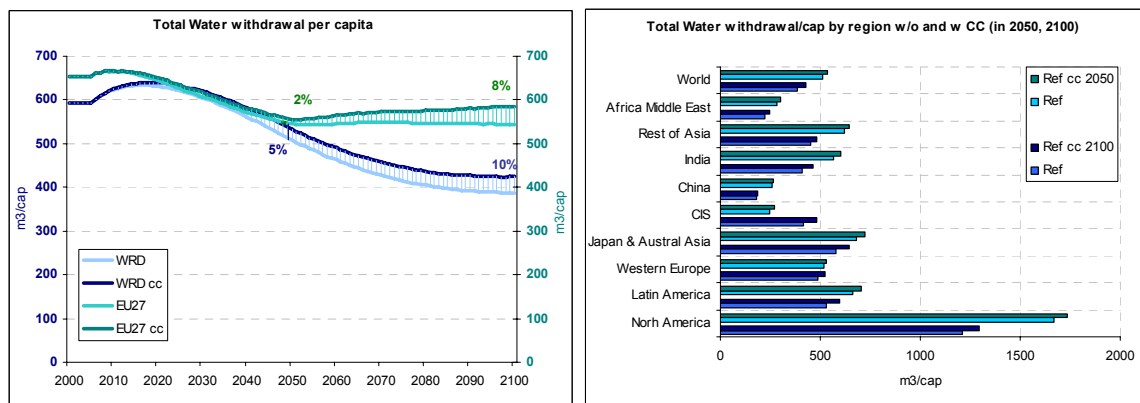 Total Water withdrawal per capita
700
600
500
400
300
200
100
0
m3/cap
700
600
500
400
300
200
100
0
m3/cap
2%
8%
5%
10%
WRD
WRD cc
EU27
EU27 cc
2000 2010 2020 2030 2040 2050 2060 2070 2080 2090 2100
Total Water withdrawal/cap by region w/o and w CC (in 2050, 2100)
World
Africa Middle East
Rest of Asia
India
China
CIS
Japan & Austral Asia
Western Europe
Latin America
Norh America
Ref cc 2050
Ref
Ref cc 2100
Ref
0 500 1000 1500 2000
m3/cap